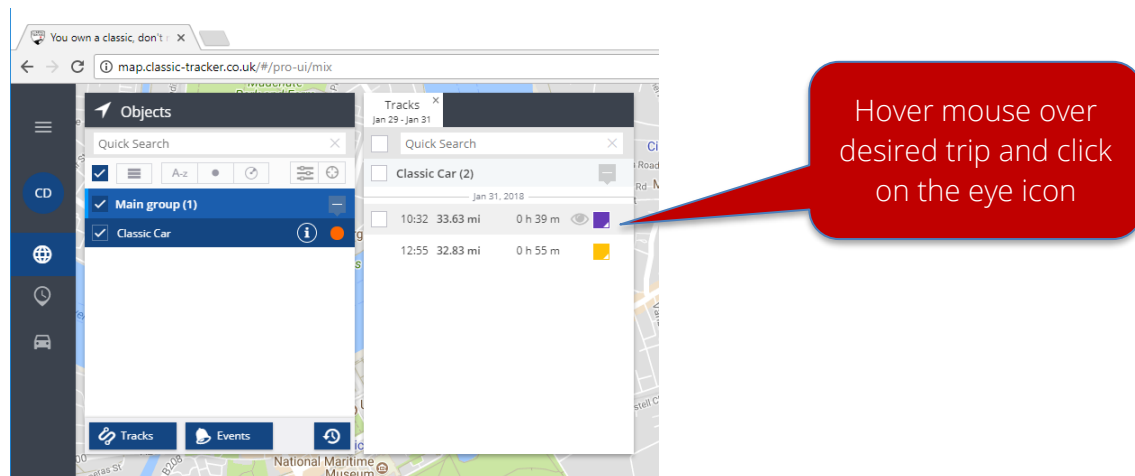 You own a classic, don't r
map.classic-tracker.co.uk/#/pro-ui/mix
Objects
Quick Search
A-z
CD
Main group (1)
Classic Car
Tracks
Events
Tracks
Jan 29 - Jan 31
Quick Search
Classic Car (2)
Jan 31, 2018
10:32 33.63 mi 0 h 39 m
12:55 32.83 mi 0 h 55 m
Hover mouse over
desired trip and click
on the eye icon
Road
Rd
B208
National Maritime
Museum